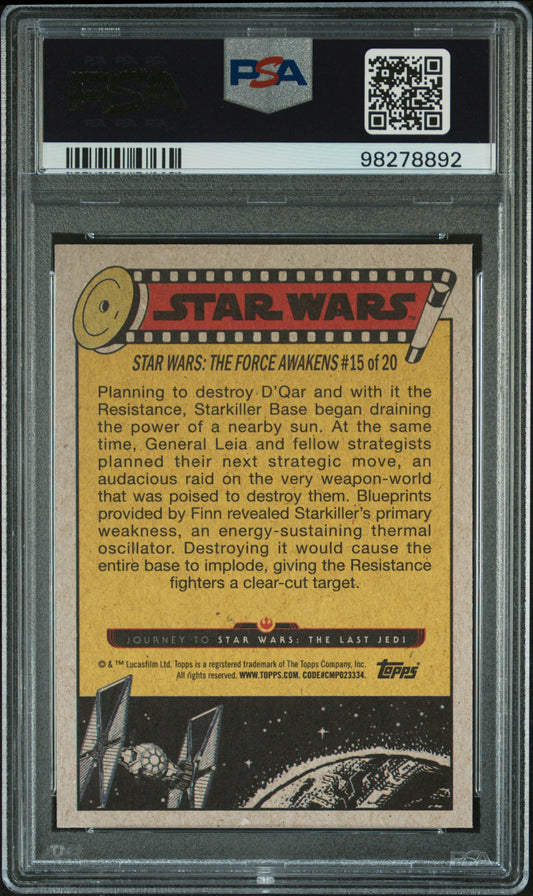 PSA
PSA
98278892
STAR WARS™
STAR WARS: THE FORCE AWAKENS #15 of 20
Planning to destroy D'Qar and with it the
Resistance, Starkiller Base began draining
the power of a nearby sun. At the same
time, General Leia and fellow strategists
planned their next strategic move, an
audacious raid on the very weapon-world
that was poised to destroy them. Blueprints
provided by Finn revealed Starkiller's primary
weakness, an energy-sustaining thermal
oscillator. Destroying it would cause the
entire base to implode, giving the Resistance
fighters a clear-cut target.
JOURNEY TO STAR WARS: THE LAST JEDI
© & ™ Lucasfilm Ltd. Topps is a registered trademark of The Topps Company, Inc.
All rights reserved. WWW.TOPPS.COM. CODE#CMP023334.
Topps
PSA